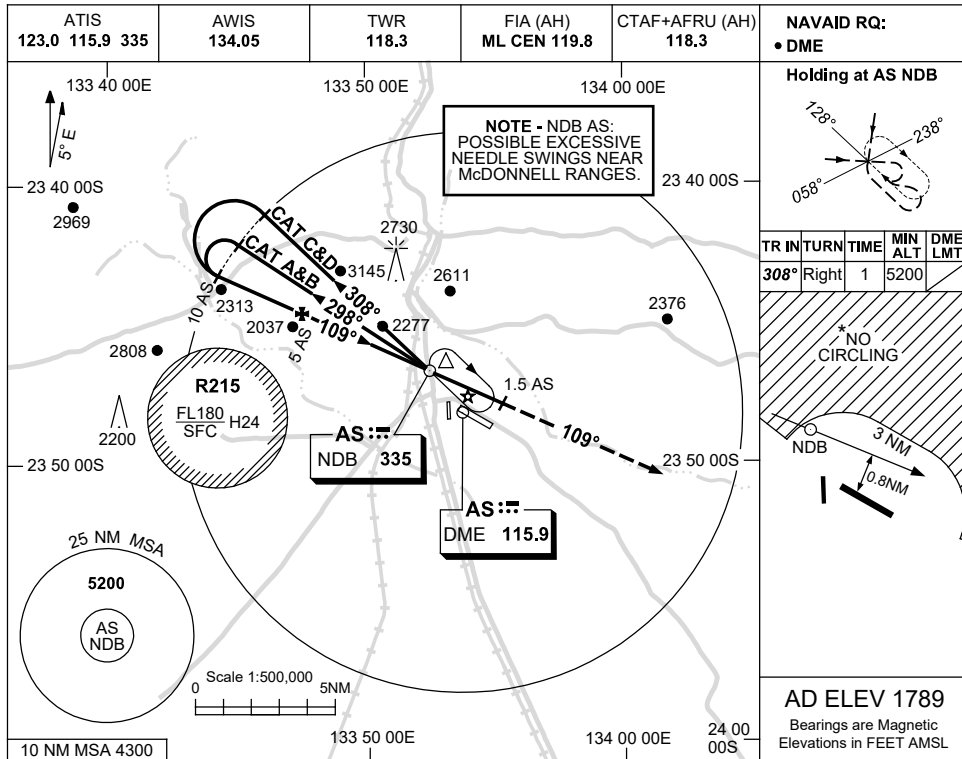 ATIS
123.0 115.9 335
AWIS
134.05
TWR
118.3
FIA (AH)
ML CEN 119.8
CTAF+AFRU (AH)
118.3
NAVAID RQ:
• DME
133 40 00E
133 50 00E
134 00 00E
Holding at AS NDB
128°
238°
058°
5° E
NOTE - NDB AS:
POSSIBLE EXCESSIVE
NEEDLE SWINGS NEAR
McDONNELL RANGES.
23 40 00S
23 40 00S
2969
CAT C&D
CAT A&B
2730
3145
2611
308°
298°
109°
2313
10 AS
2037
5 AS
2277
2376
2808
TR IN
TURN
TIME
MIN
ALT
DME
LMT
308°
Right
1
5200
*NO
CIRCLING
R215
FL180
SFC
H24
1.5 AS
109°
2200
AS
NDB 335
23 50 00S
23 50 00S
NDB
3 NM
0.8NM
AS
DME 115.9
25 NM MSA
5200
AS
NDB
Scale 1:500,000
0
5NM
10 NM MSA 4300
133 50 00E
134 00 00E
24 00
00S
AD ELEV 1789
Bearings are Magnetic
Elevations in FEET AMSL